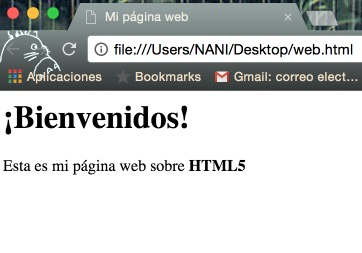 Mi página web
file:///Users/NANI/Desktop/web.html
Aplicaciones Bookmarks Gmail: correo elect...
¡Bienvenidos!
Esta es mi página web sobre HTML5